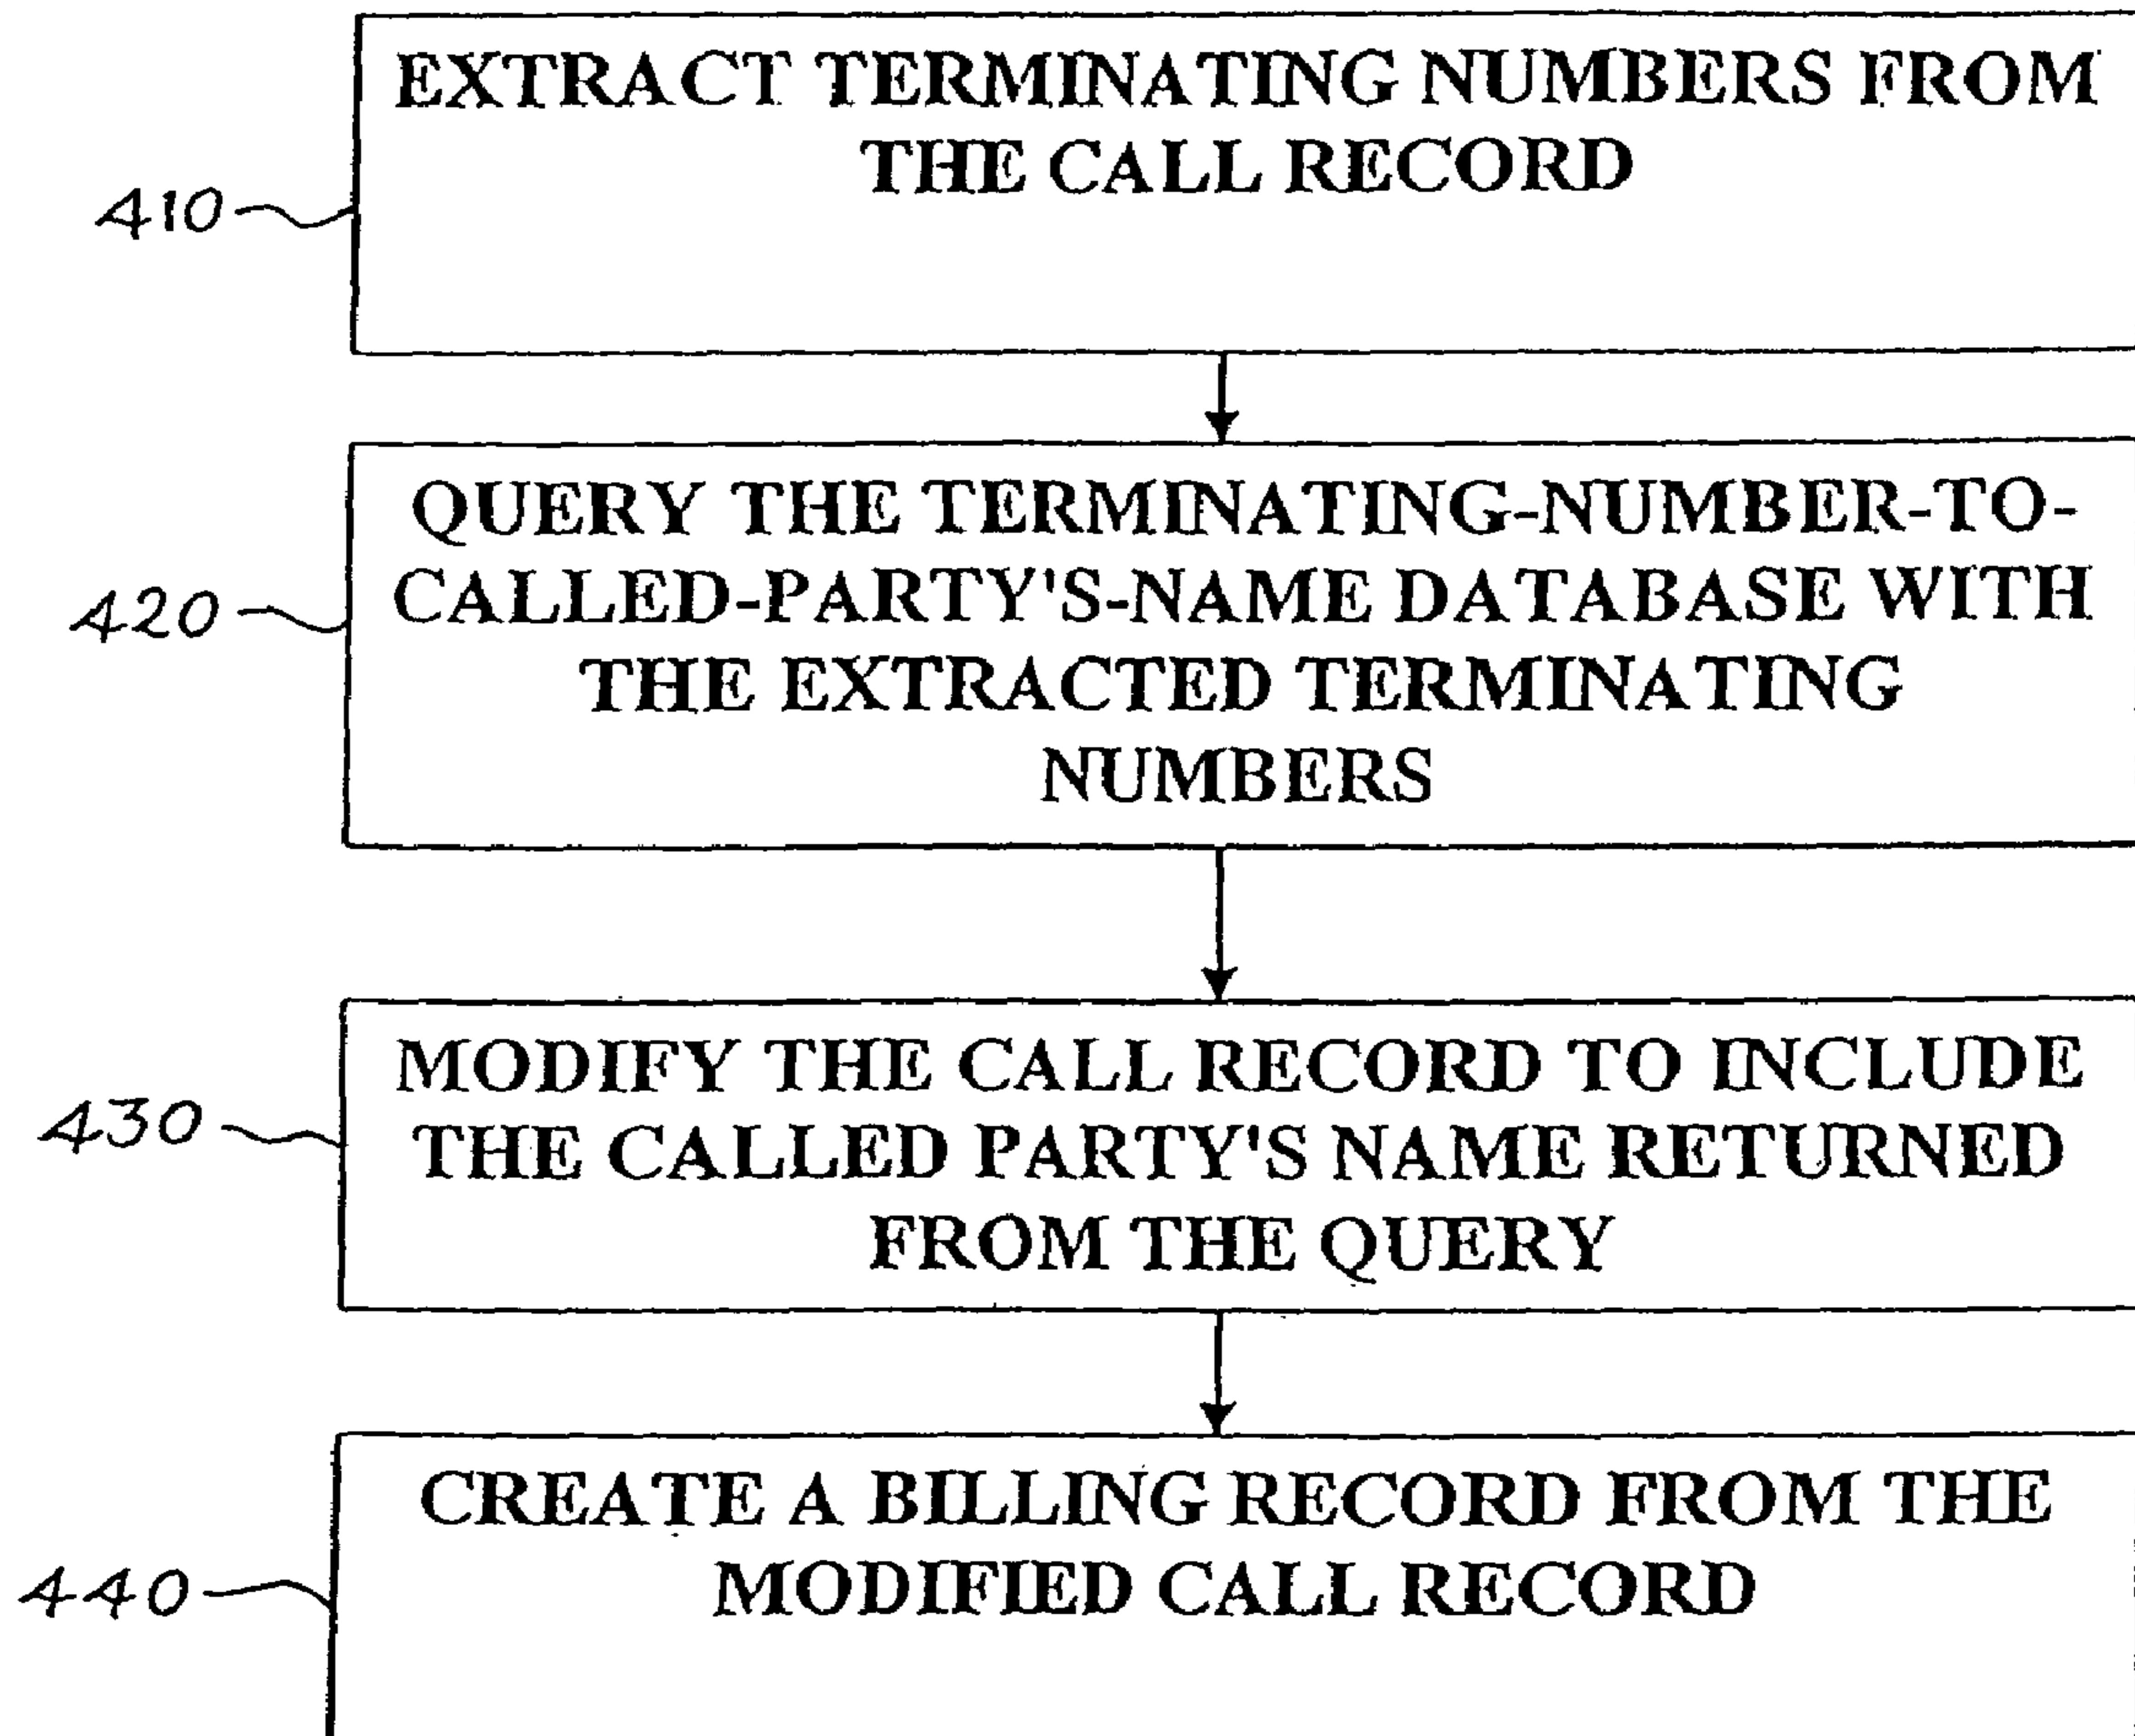 EXTRACT TERMINATING NUMBERS FROM
THE CALL RECORD
410
QUERY THE TERMINATING-NUMBER-TO-
CALLED-PARTY'S-NAME DATABASE WITH
THE EXTRACTED TERMINATING
NUMBERS
420
MODIFY THE CALL RECORD TO INCLUDE
THE CALLED PARTY'S NAME RETURNED
FROM THE QUERY
430
CREATE A BILLING RECORD FROM THE
MODIFIED CALL RECORD
440